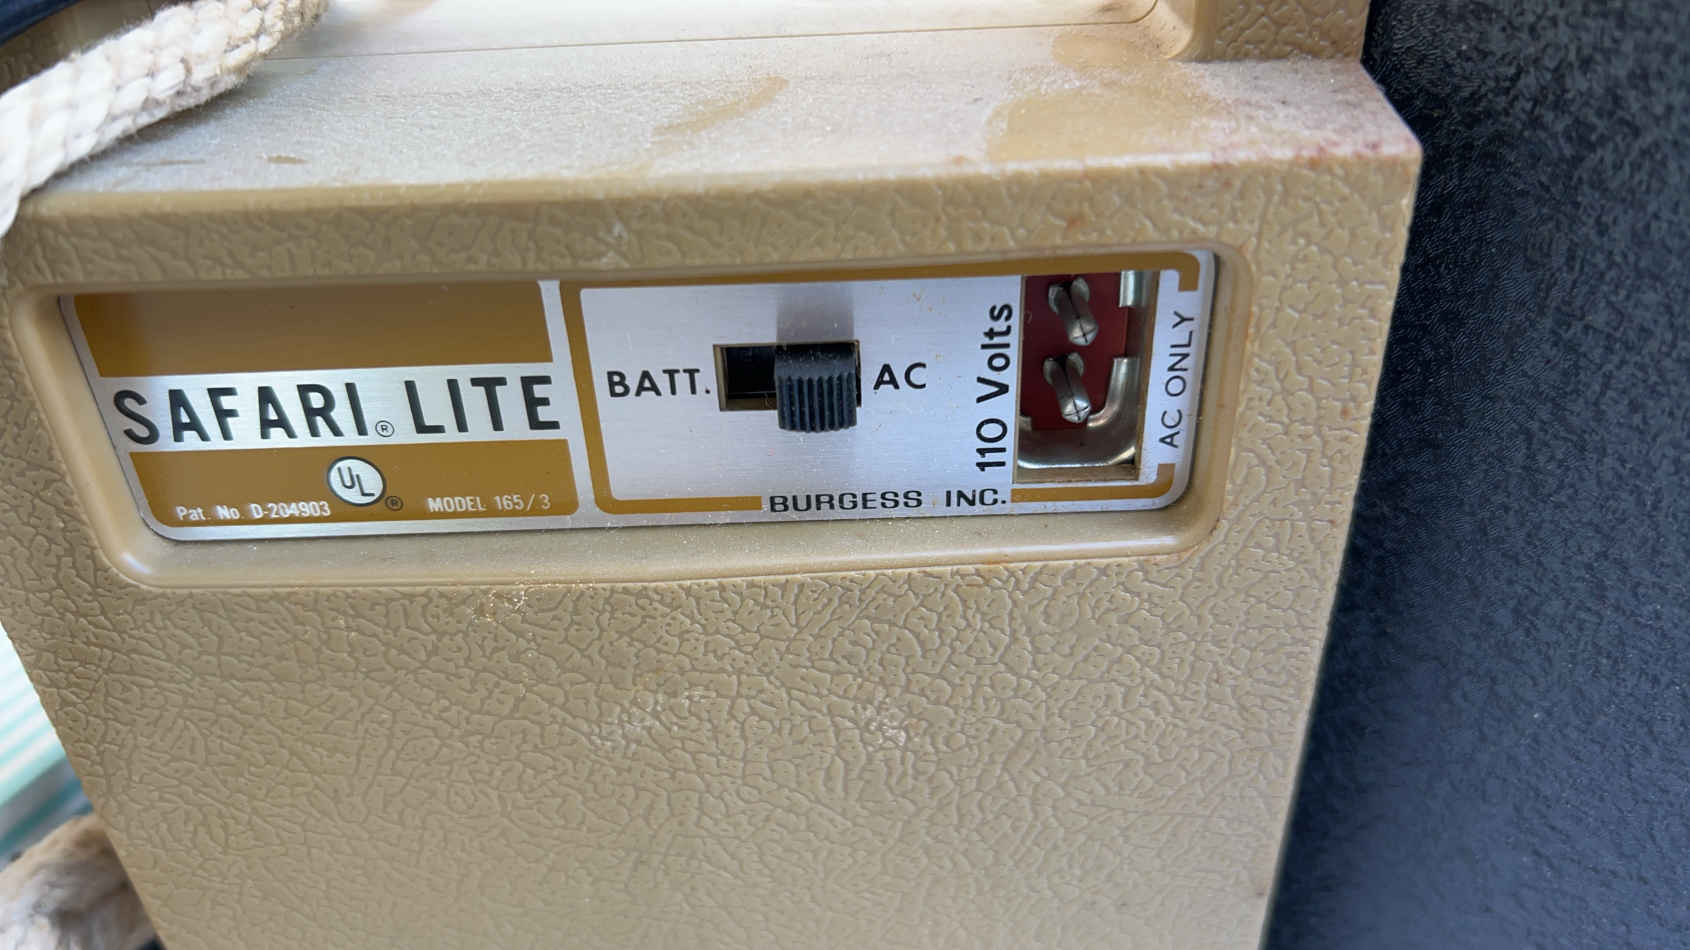 SAFARI® LITE
UL®
Pat. No. D-204903
MODEL 165/3
BATT.
AC
110 Volts
AC ONLY
BURGESS INC.